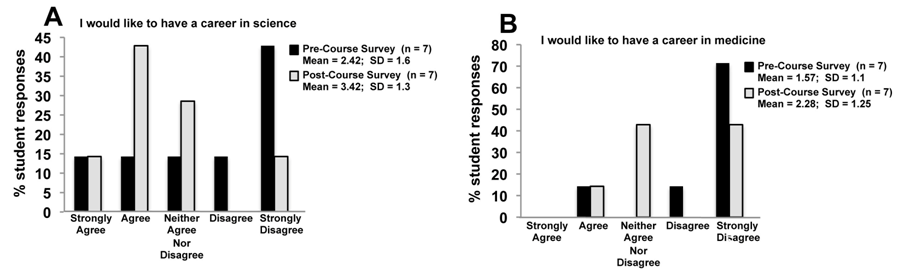 A
I would like to have a career in science
% student responses
45
40
35
30
25
20
15
10
5
0
Pre-Course Survey (n = 7)
Mean = 2.42; SD = 1.6
Post-Course Survey (n = 7)
Mean = 3.42; SD = 1.3
Strongly Agree
Agree
Neither Agree Nor Disagree
Disagree
Strongly Disagree
B
I would like to have a career in medicine
% student responses
80
70
60
50
40
30
20
10
0
Pre-Course Survey (n = 7)
Mean = 1.57; SD = 1.1
Post-Course Survey (n = 7)
Mean = 2.28; SD = 1.25
Strongly Agree
Agree
Neither Agree Nor Disagree
Disagree
Strongly Disagree